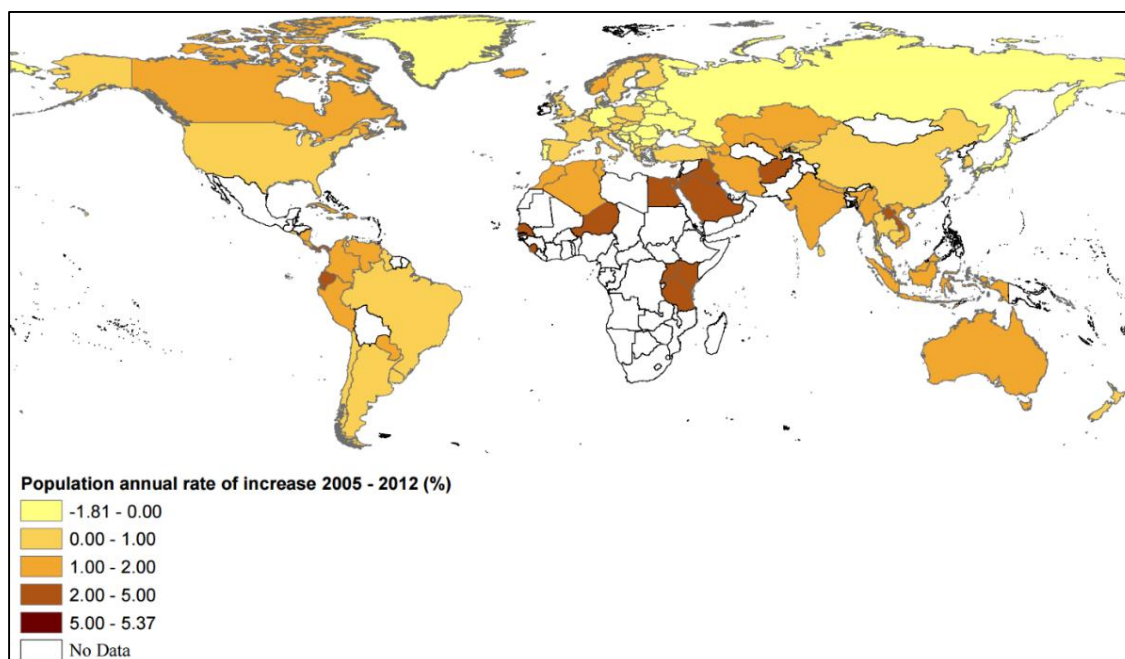 Population annual rate of increase 2005 - 2012 (%)
-1.81 - 0.00
0.00 - 1.00
1.00 - 2.00
2.00 - 5.00
5.00 - 5.37
No Data